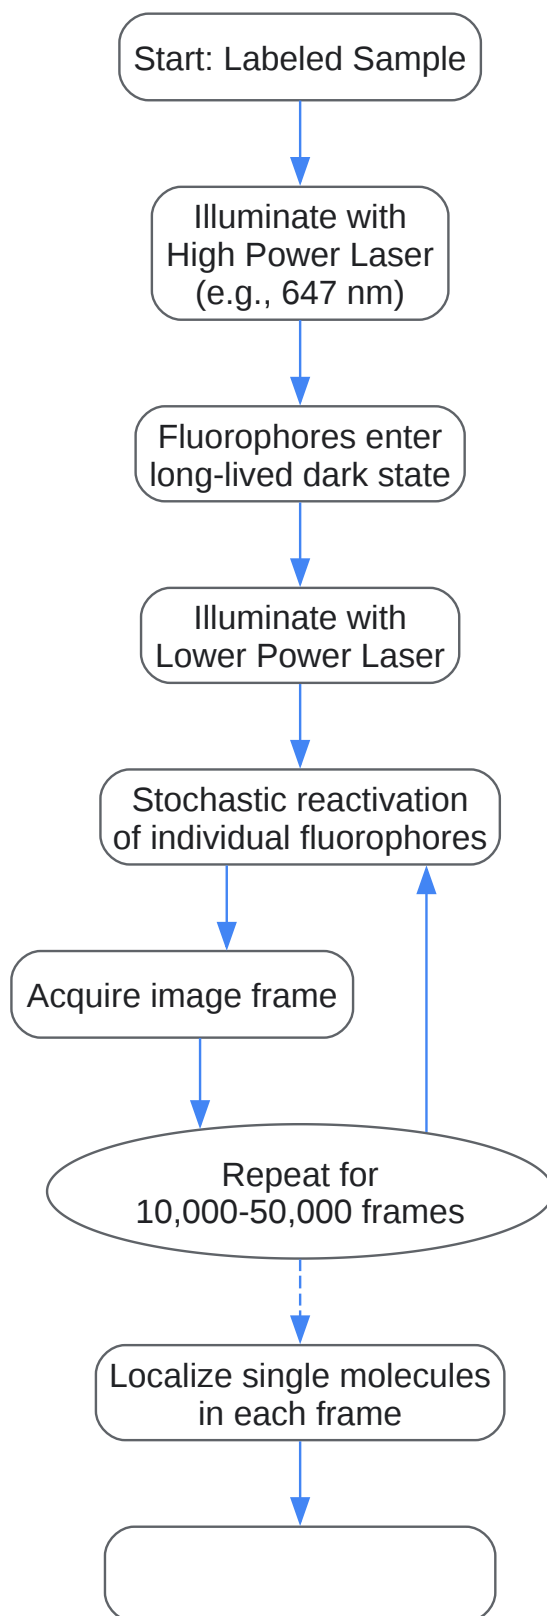 Start: Labeled Sample
Illuminate with
High Power Laser
(e.g., 647 nm)
Fluorophores enter
long-lived dark state
Illuminate with
Lower Power Laser
Stochastic reactivation
of individual fluorophores
Acquire image frame
Repeat for
10,000-50,000 frames
Localize single molecules
in each frame